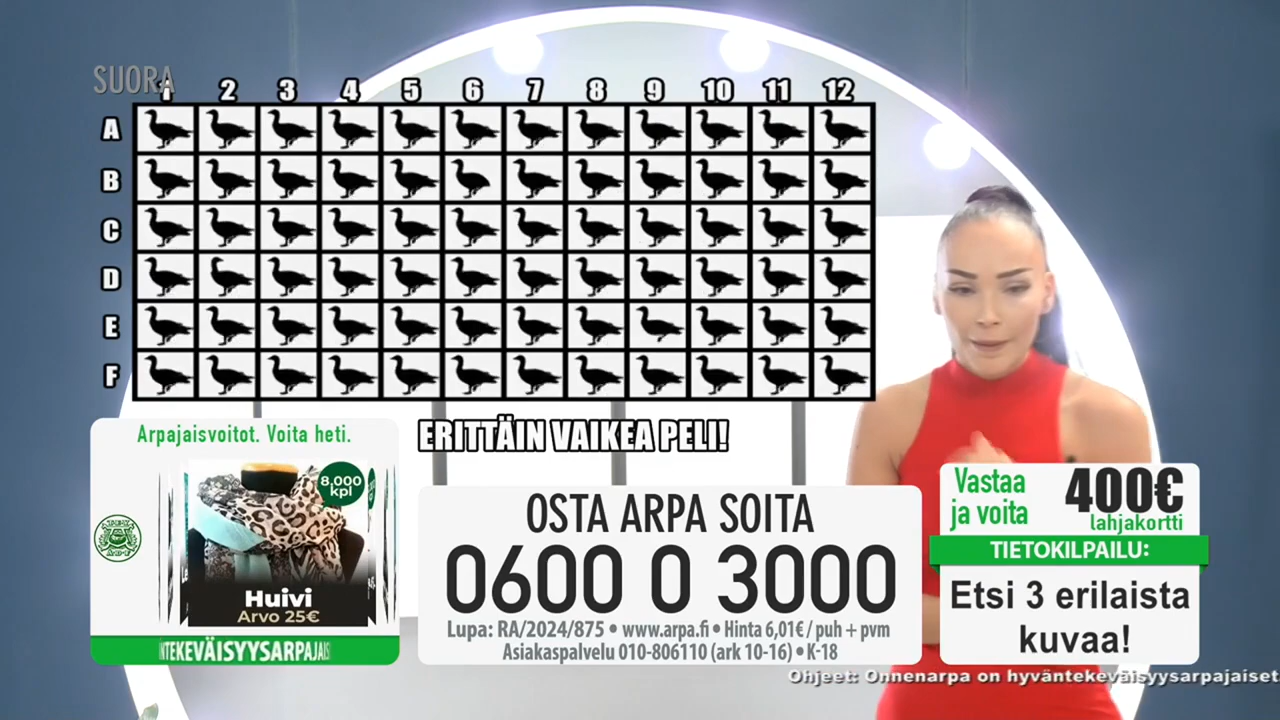 SUORA
1 2 3 4 5 6 7 8 9 10 11 12
A
B
C
D
E
F
ERITTÄIN VAIKEA PELI!
Arpajaisvoitot. Voita heti.
8,000
kpl
Huivi
Arvo 25€
NTEKEVÄISYYSARPAJAIS
OSTA ARPA SOITA
0600 0 3000
Lupa: RA/2024/875 • www.arpa.fi • Hinta 6,01€ / puh + pvm
Asiakaspalvelu 010-806110 (ark 10-16) • K-18
Vastaa
ja voita
400€
lahjakortti
TIETOKILPAILU:
Etsi 3 erilaista
kuvaa!
Ohjeet: Onnenarpa on hyväntekeväisyysarpajaiset